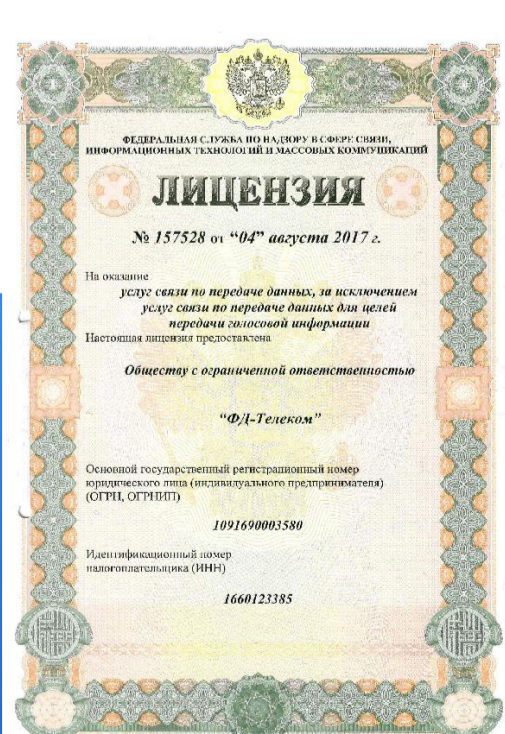 ФЕДЕРАЛЬНАЯ СЛУЖБА ПО НАДЗОРУ В СФЕРЕ СВЯЗИ,
ИНФОРМАЦИОННЫХ ТЕХНОЛОГИЙ И МАССОВЫХ КОММУНИКАЦИЙ
ЛИЦЕНЗИЯ
№ 157528 от “04” августа 2017 г.
На оказание
услуг связи по передаче данных, за исключением
услуг связи по передаче данных для целей
передачи голосовой информации
Настоящая лицензия предоставлена
Обществу с ограниченной ответственностью
“ФД-Телеком”
Основной государственный регистрационный номер
юридического лица (индивидуального предпринимателя)
(ОГРН, ОГРНИП)
1091690003580
Идентификационный номер
налогоплательщика (ИНН)
1660123385